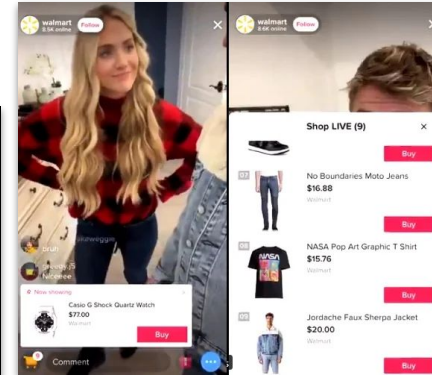 walmart
Follow
8.5K online
Nowww
Now showing
Casio G Shock Quartz Watch
$77.00
Walmart
Buy
Comment
walmart
Follow
8.6K online
Shop LIVE (9)
×
Buy
07
No Boundaries Moto Jeans
$16.88
Walmart
Buy
08
NASA
NASA Pop Art Graphic T Shirt
$15.76
Walmart
Buy
09
Jordache Faux Sherpa Jacket
$20.00
Walmart
Buy